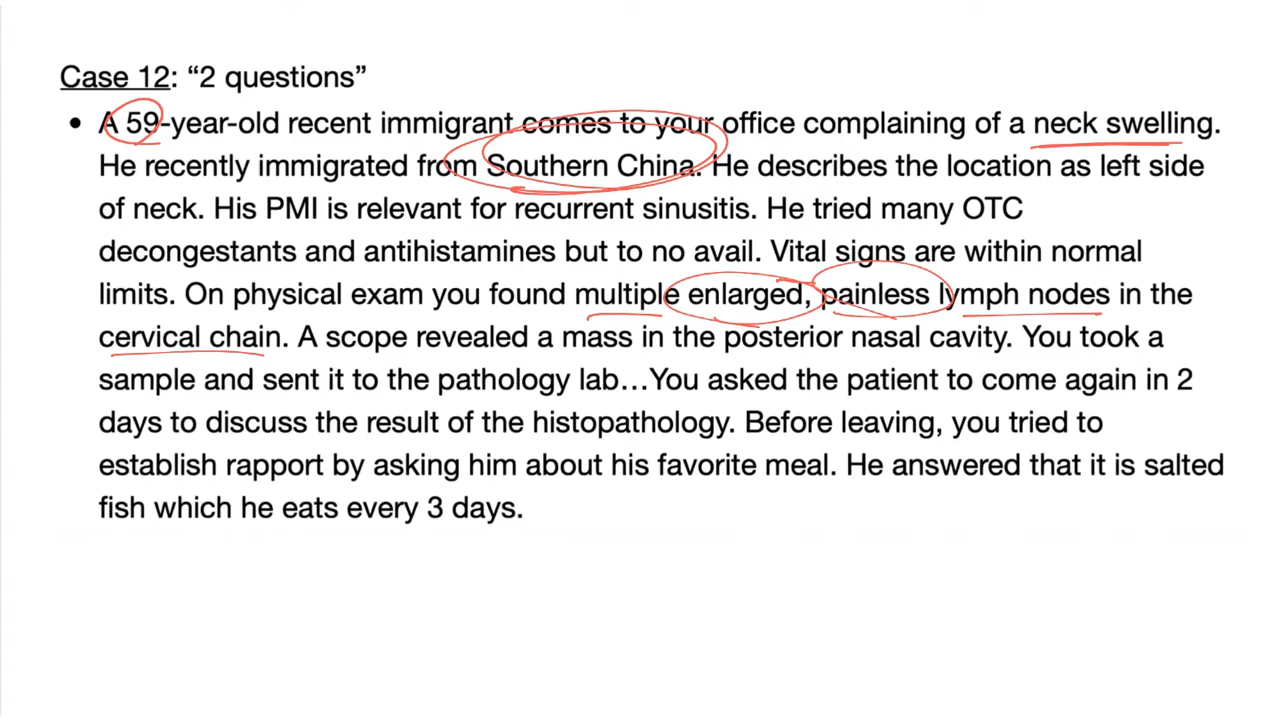 Case 12: “2 questions”
• A 59-year-old recent immigrant comes to your office complaining of a neck swelling.
He recently immigrated from Southern China. He describes the location as left side
of neck. His PMI is relevant for recurrent sinusitis. He tried many OTC
decongestants and antihistamines but to no avail. Vital signs are within normal
limits. On physical exam you found multiple enlarged, painless lymph nodes in the
cervical chain. A scope revealed a mass in the posterior nasal cavity. You took a
sample and sent it to the pathology lab...You asked the patient to come again in 2
days to discuss the result of the histopathology. Before leaving, you tried to
establish rapport by asking him about his favorite meal. He answered that it is salted
fish which he eats every 3 days.